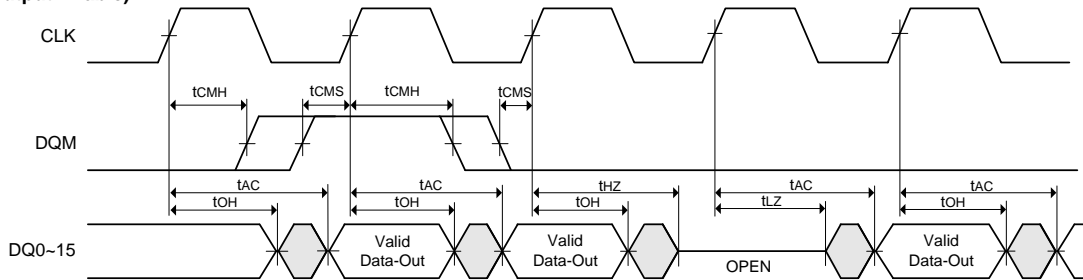 CLK
tCMH tCMS tCMH tCMS
DQM
tAC tAC tHZ tAC tAC
tOH tOH tOH tLZ tOH
DQ0~15 Valid Data-Out Valid Data-Out OPEN Valid Data-Out